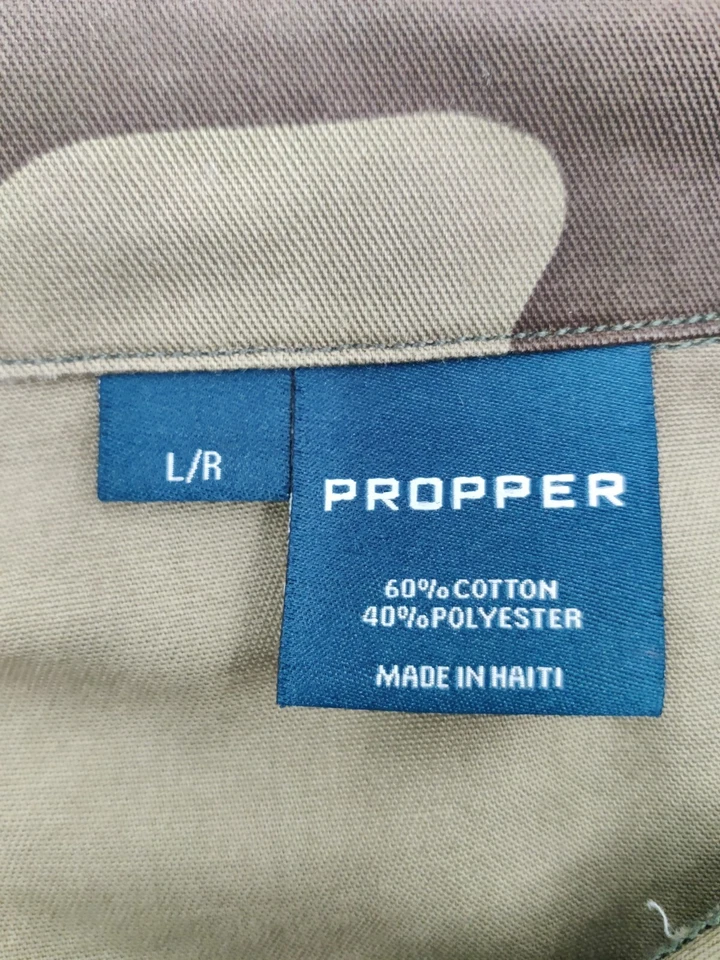 L/R
PROPPER
60% COTTON
40% POLYESTER
MADE IN HAITI